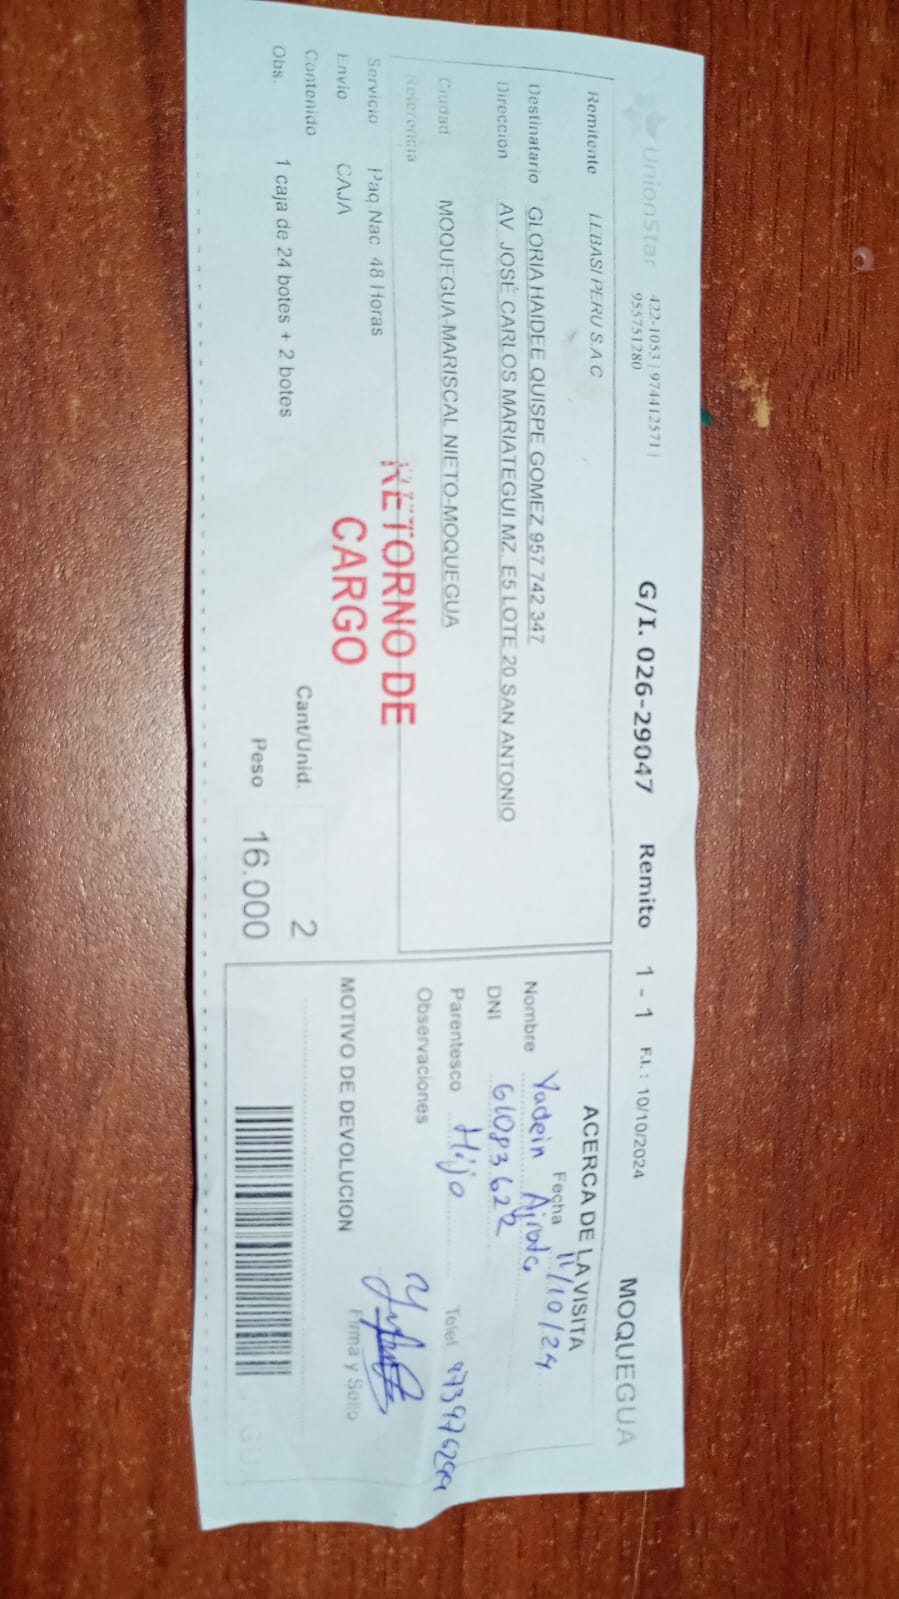 UnionStar 422-1053 | 974412571 | G/I. 026-29047 Remito 1 - 1 F.I.: 10/10/2024 MOQUEGUA
955751280
Remitente LEBASI PERU S.A.C
Destinatario GLORIA HAIDEE QUISPE GOMEZ 957 742 347
Direccion AV. JOSÉ CARLOS MARIATEGUI MZ. E5 LOTE 20 SAN ANTONIO
Ciudad MOQUEGUA-MARISCAL NIETO-MOQUEGUA
Referencia
Servicio Paq.Nac 48 Horas
Envio CAJA
Contenido
Obs. 1 caja de 24 botes + 2 botes
RETORNO DE
CARGO
Cant/Unid. 2
Peso 16.000
ACERCA DE LA VISITA
Fecha 11/10/24
Nombre Yadein
DNI 61083622
Parentesco Hijo Telef. 973976299
Observaciones
Firma y Sello
MOTIVO DE DEVOLUCION